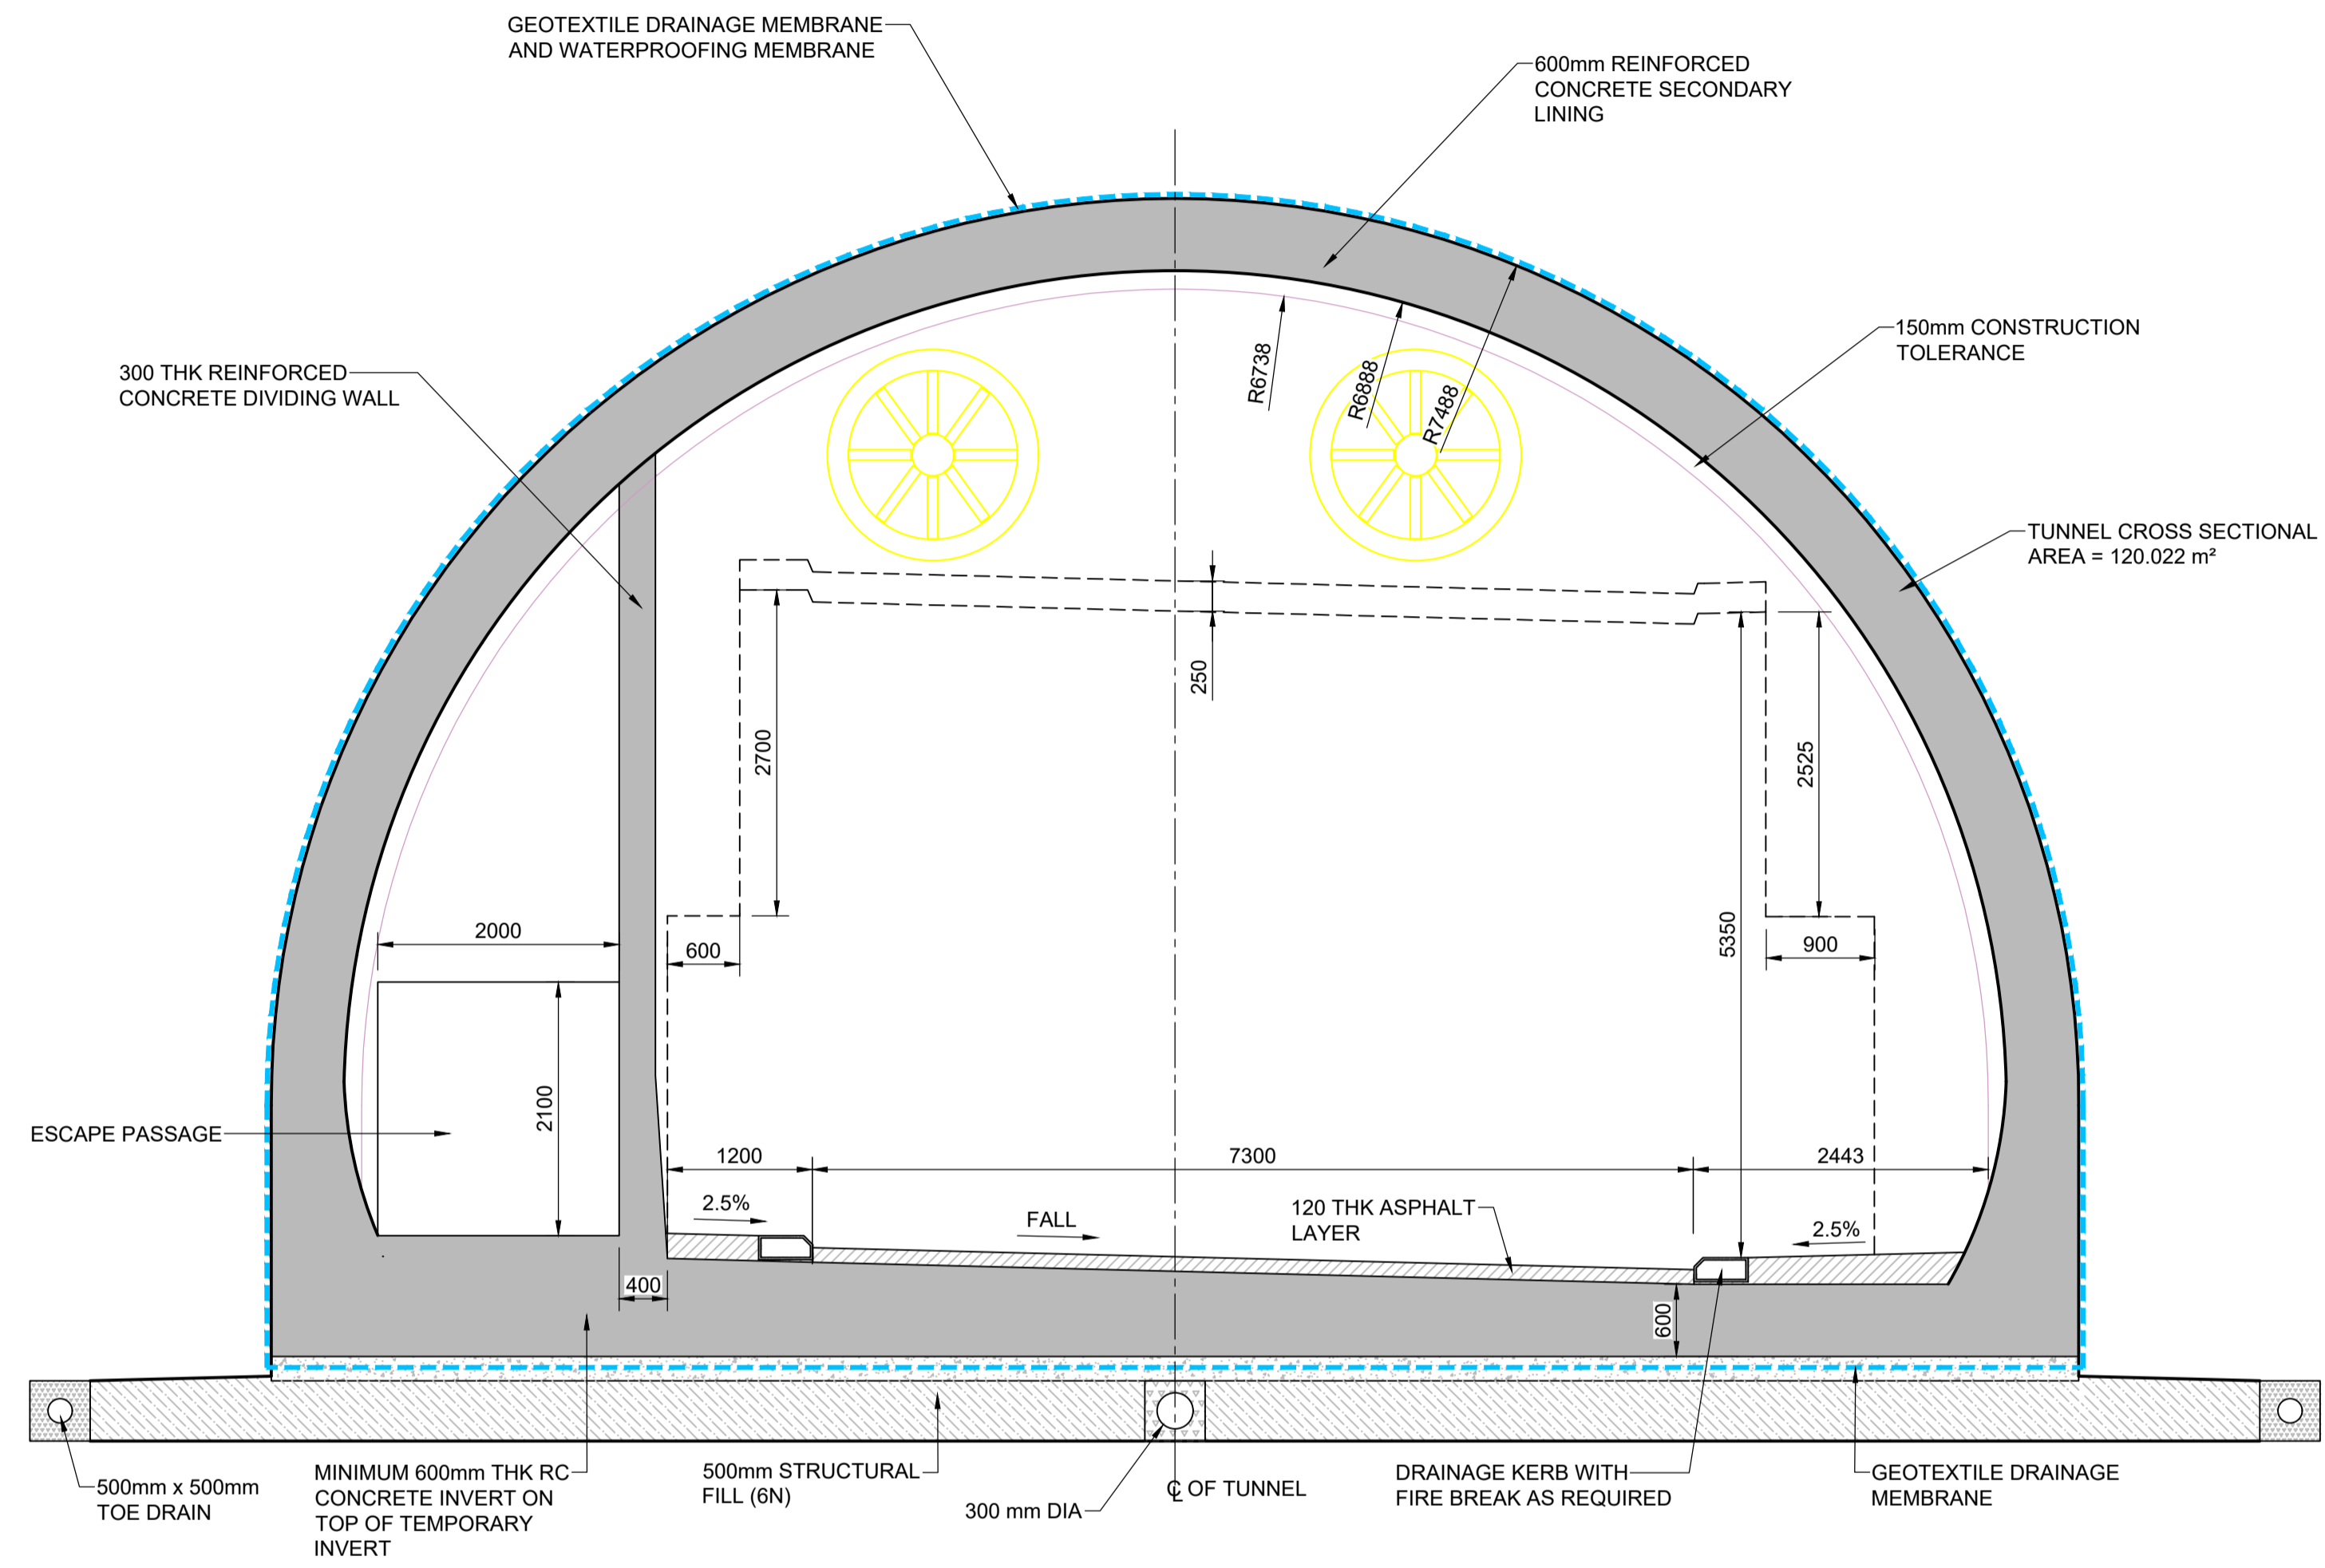 GEOTEXTILE DRAINAGE MEMBRANE
AND WATERPROOFING MEMBRANE
600mm REINFORCED
CONCRETE SECONDARY
LINING
150mm CONSTRUCTION
TOLERANCE
300 THK REINFORCED
CONCRETE DIVIDING WALL
R6738
R6888
R7488
TUNNEL CROSS SECTIONAL
AREA = 120.022 m²
250
2700
2525
5350
2000
600
900
2100
ESCAPE PASSAGE
1200
7300
2443
2.5%
FALL
120 THK ASPHALT
LAYER
2.5%
400
600
500mm x 500mm
TOE DRAIN
MINIMUM 600mm THK RC
CONCRETE INVERT ON
TOP OF TEMPORARY
INVERT
500mm STRUCTURAL
FILL (6N)
300 mm DIA
℄ OF TUNNEL
DRAINAGE KERB WITH
FIRE BREAK AS REQUIRED
GEOTEXTILE DRAINAGE
MEMBRANE